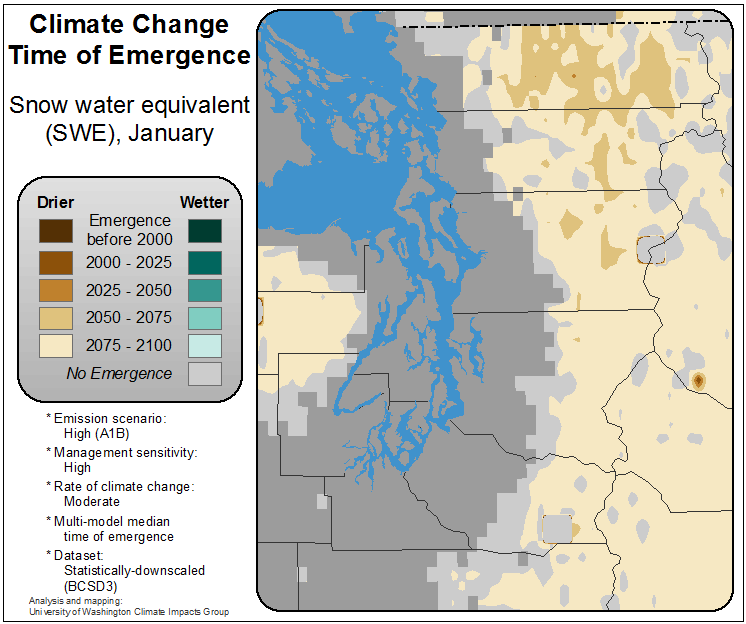 Climate Change
Time of Emergence
Snow water equivalent
(SWE), January
Drier Wetter
Emergence
before 2000
2000 - 2025
2025 - 2050
2050 - 2075
2075 - 2100
No Emergence
* Emission scenario:
High (A1B)
* Management sensitivity:
High
* Rate of climate change:
Moderate
* Multi-model median
time of emergence
* Dataset:
Statistically-downscaled
(BCSD3)
Analysis and mapping:
University of Washington Climate Impacts Group